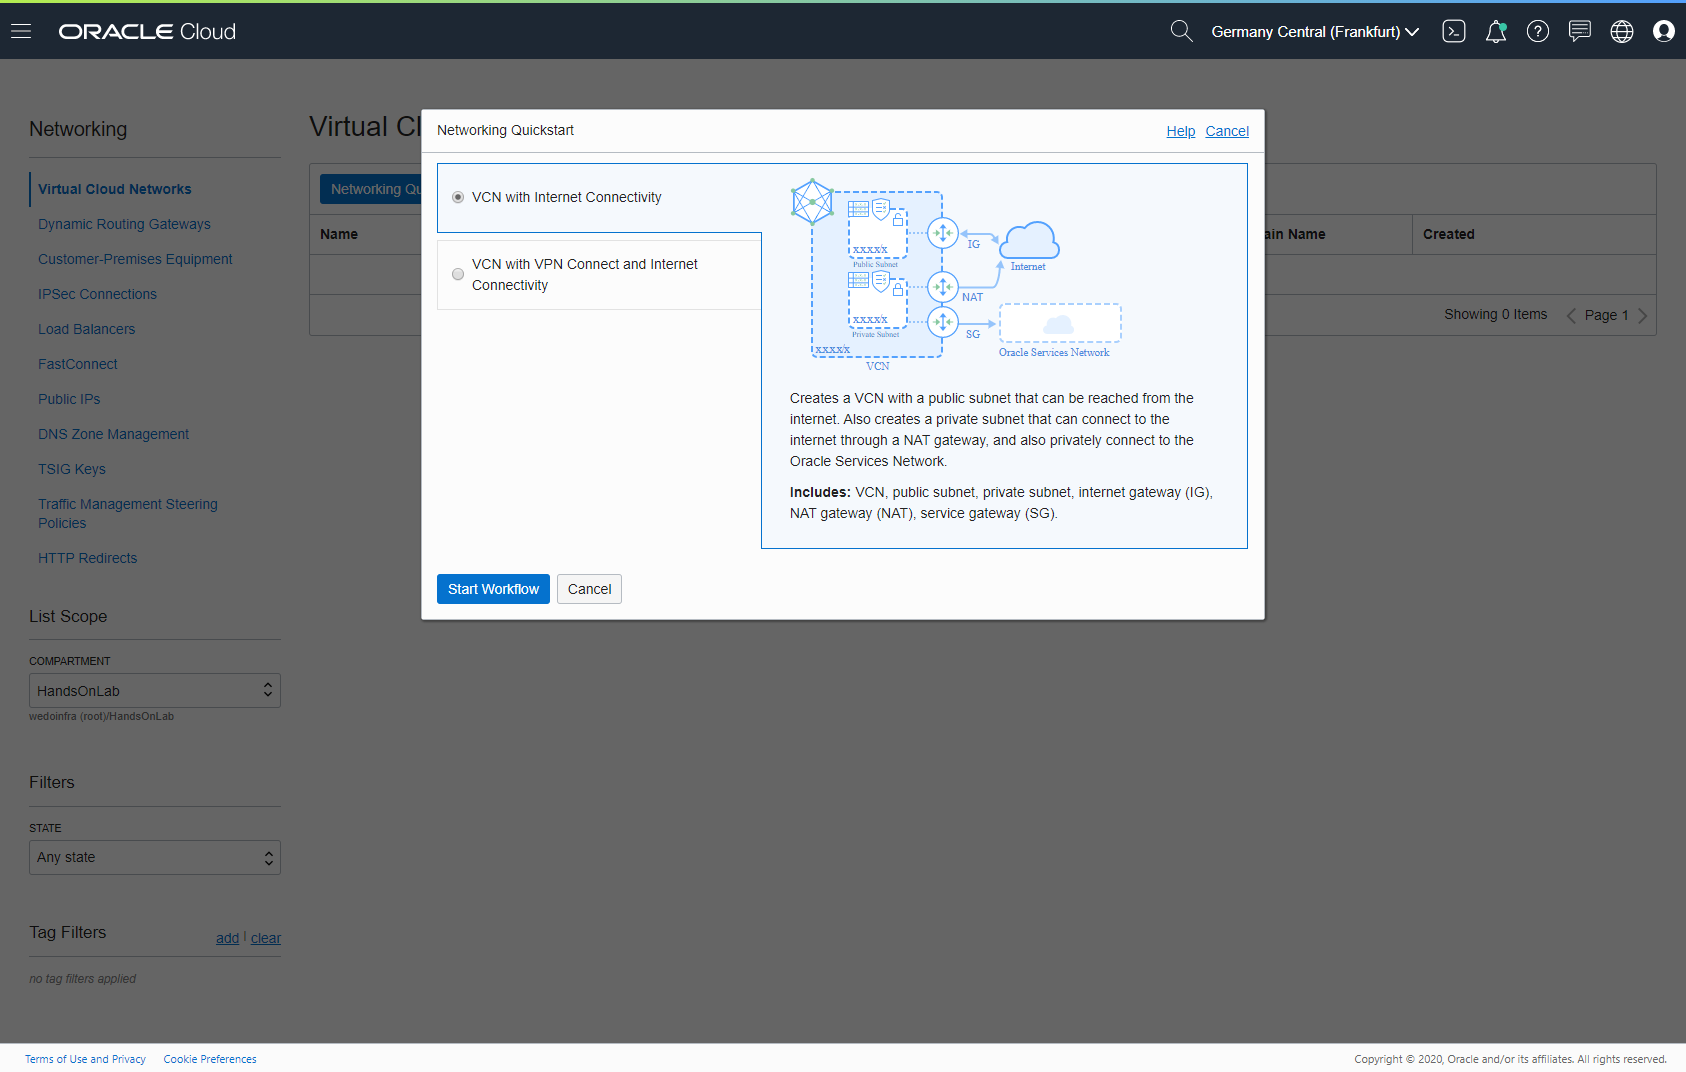 ORACLE Cloud
Germany Central (Frankfurt)
Networking
Virtual Cloud Networks
Dynamic Routing Gateways
Customer-Premises Equipment
IPSec Connections
Load Balancers
FastConnect
Public IPs
DNS Zone Management
TSIG Keys
Traffic Management Steering
Policies
HTTP Redirects
List Scope
COMPARTMENT
HandsOnLab
wedoinfra (root)/HandsOnLab
Filters
STATE
Any state
Tag Filters
add | clear
no tag filters applied
Virtual Cl
Networking Qu
Name
ain Name
Created
Showing 0 Items
Page 1
Networking Quickstart
Help Cancel
VCN with Internet Connectivity
VCN with VPN Connect and Internet
Connectivity
xxxx/x
Public Subnet
xxxx/x
Private Subnet
xxxx/x
VCN
IG
Internet
NAT
SG
Oracle Services Network
Creates a VCN with a public subnet that can be reached from the
internet. Also creates a private subnet that can connect to the
internet through a NAT gateway, and also privately connect to the
Oracle Services Network.
Includes: VCN, public subnet, private subnet, internet gateway (IG),
NAT gateway (NAT), service gateway (SG).
Start Workflow
Cancel
Terms of Use and Privacy Cookie Preferences
Copyright © 2020, Oracle and/or its affiliates. All rights reserved.